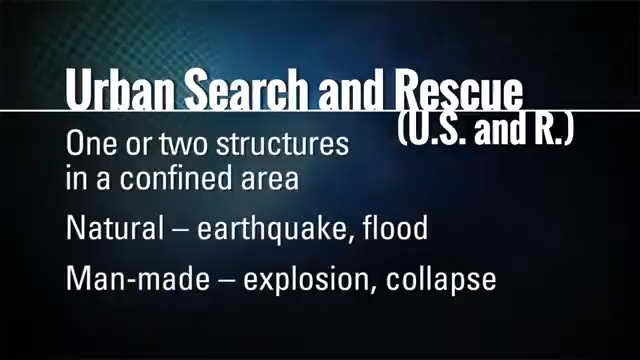 Urban Search and Rescue
(U.S. and R.)
One or two structures
in a confined area
Natural – earthquake, flood
Man-made – explosion, collapse